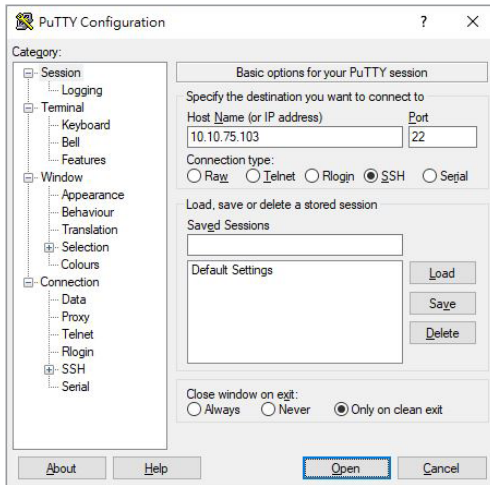 PuTTY Configuration ? X
Category:
Session
Logging
Terminal
Keyboard
Bell
Features
Window
Appearance
Behaviour
Translation
Selection
Colours
Connection
Data
Proxy
Telnet
Rlogin
SSH
Serial
Basic options for your PuTTY session
Specify the destination you want to connect to
Host Name (or IP address) Port
10.10.75.103 22
Connection type:
Raw Telnet Rlogin SSH Serial
Load, save or delete a stored session
Saved Sessions
Default Settings
Load
Save
Delete
Close window on exit:
Always Never Only on clean exit
About Help Open Cancel